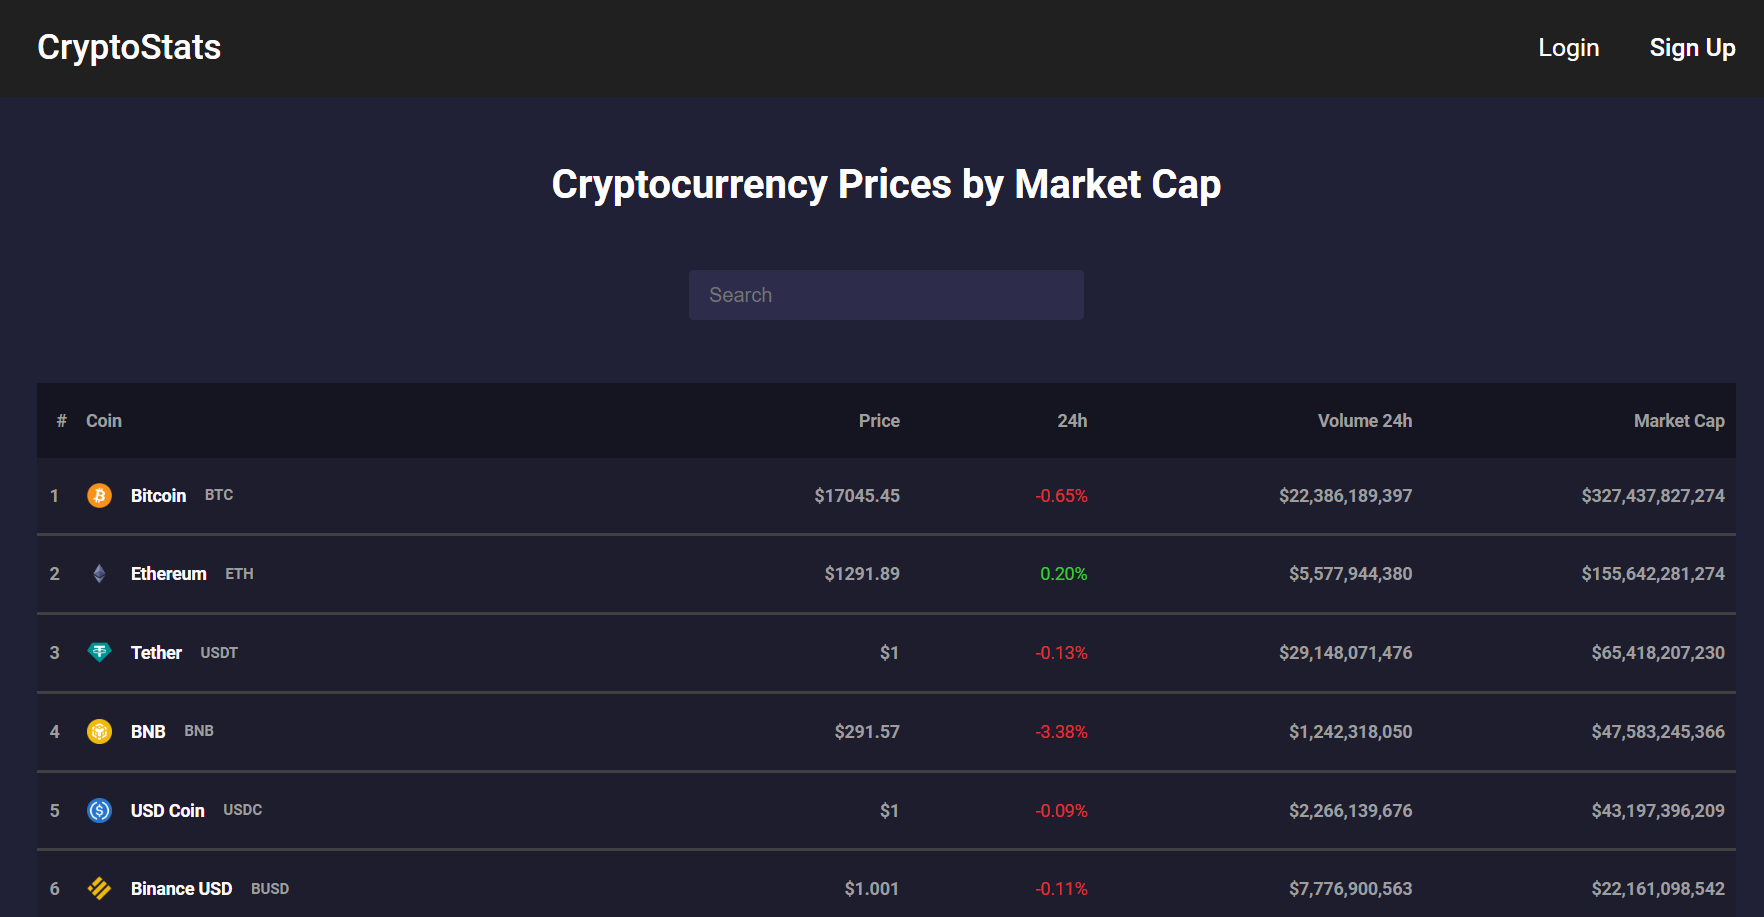 CryptoStats Login Sign Up
Cryptocurrency Prices by Market Cap
Search
# Coin Price 24h Volume 24h Market Cap
1 Bitcoin BTC $17045.45 -0.65% $22,386,189,397 $327,437,827,274
2 Ethereum ETH $1291.89 0.20% $5,577,944,380 $155,642,281,274
3 Tether USDT $1 -0.13% $29,148,071,476 $65,418,207,230
4 BNB BNB $291.57 -3.38% $1,242,318,050 $47,583,245,366
5 USD Coin USDC $1 -0.09% $2,266,139,676 $43,197,396,209
6 Binance USD BUSD $1.001 -0.11% $7,776,900,563 $22,161,098,542